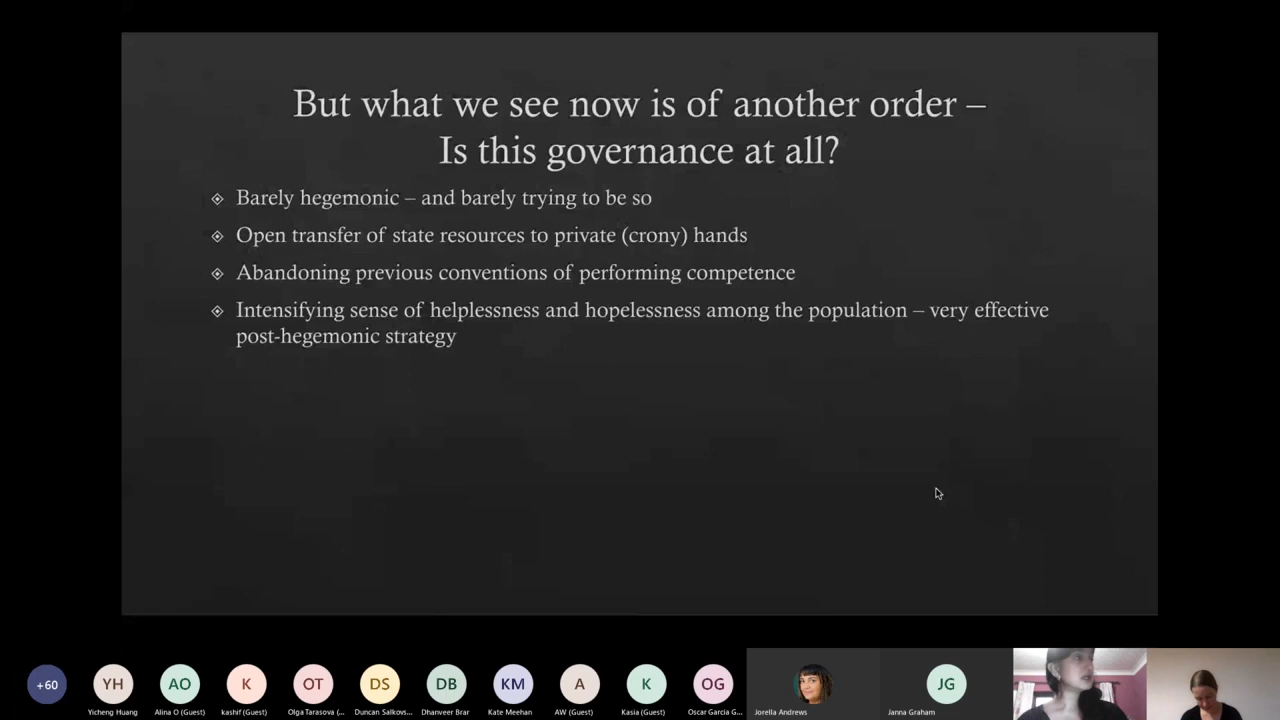 But what we see now is of another order –
Is this governance at all?
Barely hegemonic – and barely trying to be so
Open transfer of state resources to private (crony) hands
Abandoning previous conventions of performing competence
Intensifying sense of helplessness and hopelessness among the population – very effective
post-hegemonic strategy
+60
YH
AO
K
OT
DS
DB
KM
A
K
OG
JG
Yicheng Huang
Alina O (Guest)
kashif (Guest)
Olga Tarasova (...
Duncan Salkovs...
Dhanveer Brar
Kate Meehan
AW (Guest)
Kasia (Guest)
Oscar Garcia G...
Jorella Andrews
Janna Graham